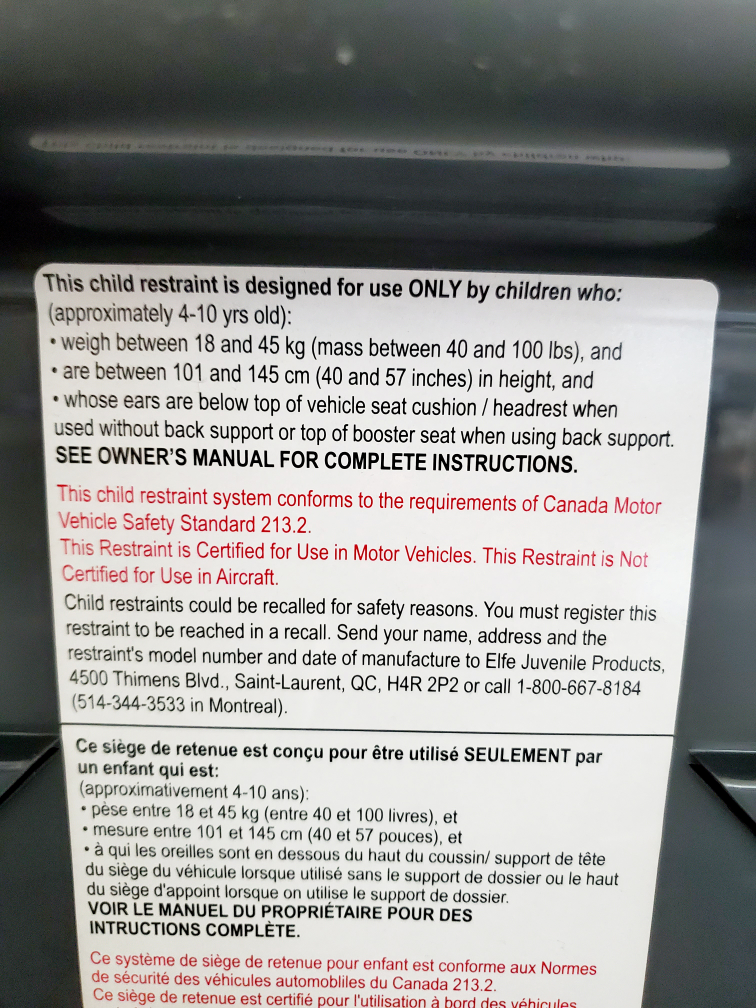 This child restraint is designed for use ONLY by children who:
(approximately 4-10 yrs old):
• weigh between 18 and 45 kg (mass between 40 and 100 lbs), and
• are between 101 and 145 cm (40 and 57 inches) in height, and
• whose ears are below top of vehicle seat cushion / headrest when
used without back support or top of booster seat when using back support.
SEE OWNER'S MANUAL FOR COMPLETE INSTRUCTIONS.
This child restraint system conforms to the requirements of Canada Motor
Vehicle Safety Standard 213.2.
This Restraint is Certified for Use in Motor Vehicles. This Restraint is Not
Certified for Use in Aircraft.
Child restraints could be recalled for safety reasons. You must register this
restraint to be reached in a recall. Send your name, address and the
restraint's model number and date of manufacture to Elfe Juvenile Products,
4500 Thimens Blvd., Saint-Laurent, QC, H4R 2P2 or call 1-800-667-8184
(514-344-3533 in Montreal).
Ce siège de retenue est conçu pour être utilisé SEULEMENT par
un enfant qui est:
(approximativement 4-10 ans):
• pèse entre 18 et 45 kg (entre 40 et 100 livres), et
• mesure entre 101 et 145 cm (40 et 57 pouces), et
• à qui les oreilles sont en dessous du haut du coussin/ support de tête
du siège du véhicule lorsque utilisé sans le support de dossier ou le haut
du siège d'appoint lorsque on utilise le support de dossier.
VOIR LE MANUEL DU PROPRIÉTAIRE POUR DES
INTRUCTIONS COMPLÈTE.
Ce système de siège de retenue pour enfant est conforme aux Normes
de sécurité des véhicules automobliles du Canada 213.2.
Ce siège de retenue est certifié pour l'utilisation à bord des véhicules